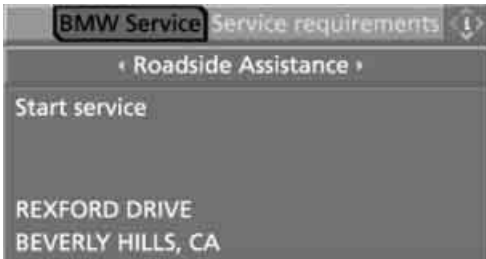 BMW Service Service requirements
Roadside Assistance
Start service
REXFORD DRIVE
BEVERLY HILLS, CA